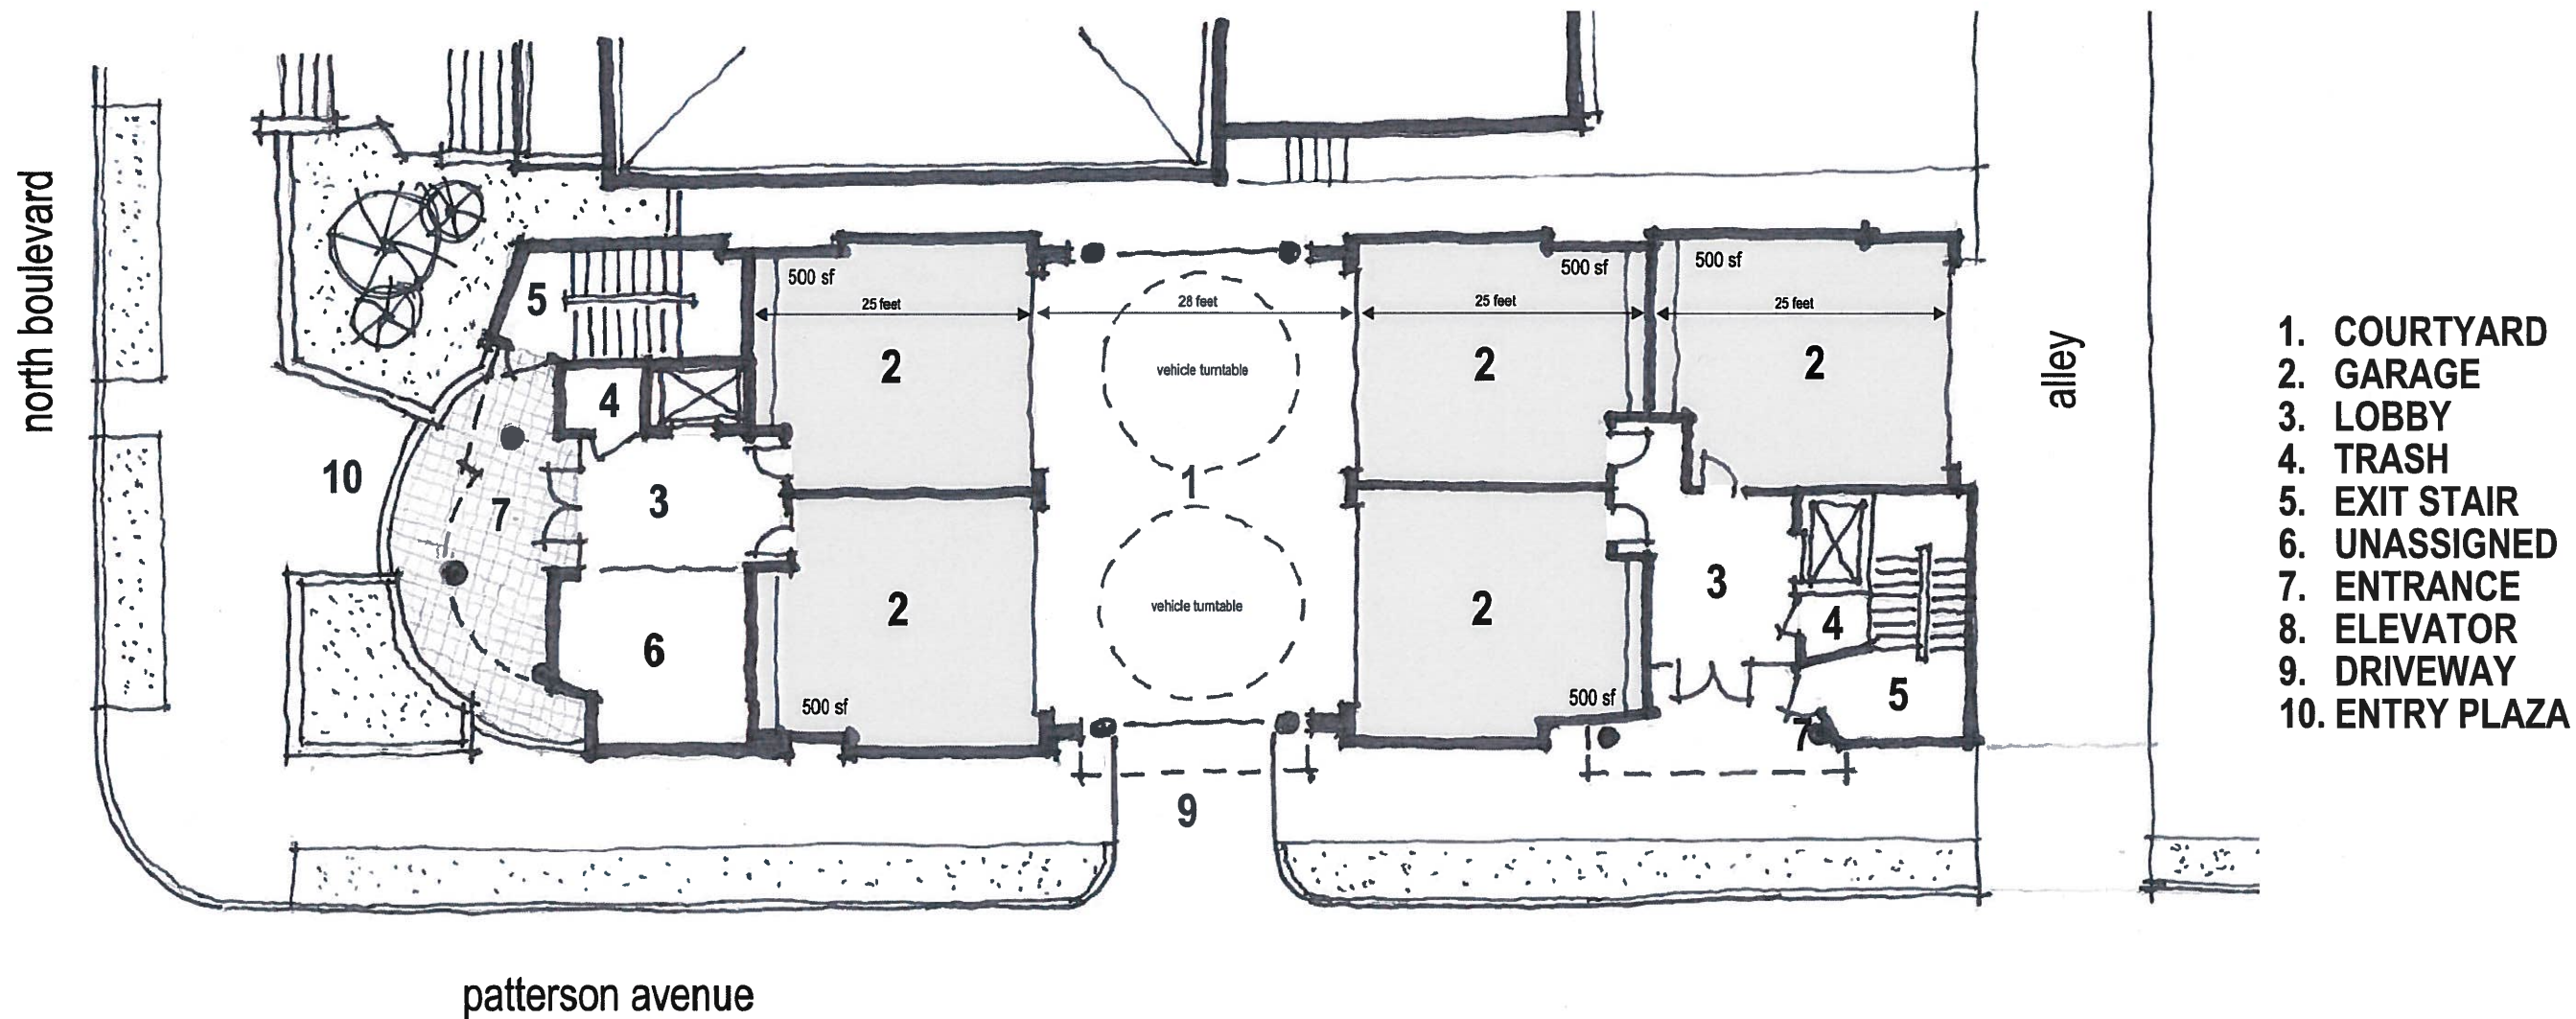 north boulevard
500 sf
500 sf
500 sf
25 feet
28 feet
25 feet
25 feet
5
2
vehicle turntable
2
2
4
alley
10
7
3
1
2
vehicle turntable
2
3
4
6
5
500 sf
500 sf
7
9
patterson avenue
1. COURTYARD
2. GARAGE
3. LOBBY
4. TRASH
5. EXIT STAIR
6. UNASSIGNED
7. ENTRANCE
8. ELEVATOR
9. DRIVEWAY
10. ENTRY PLAZA